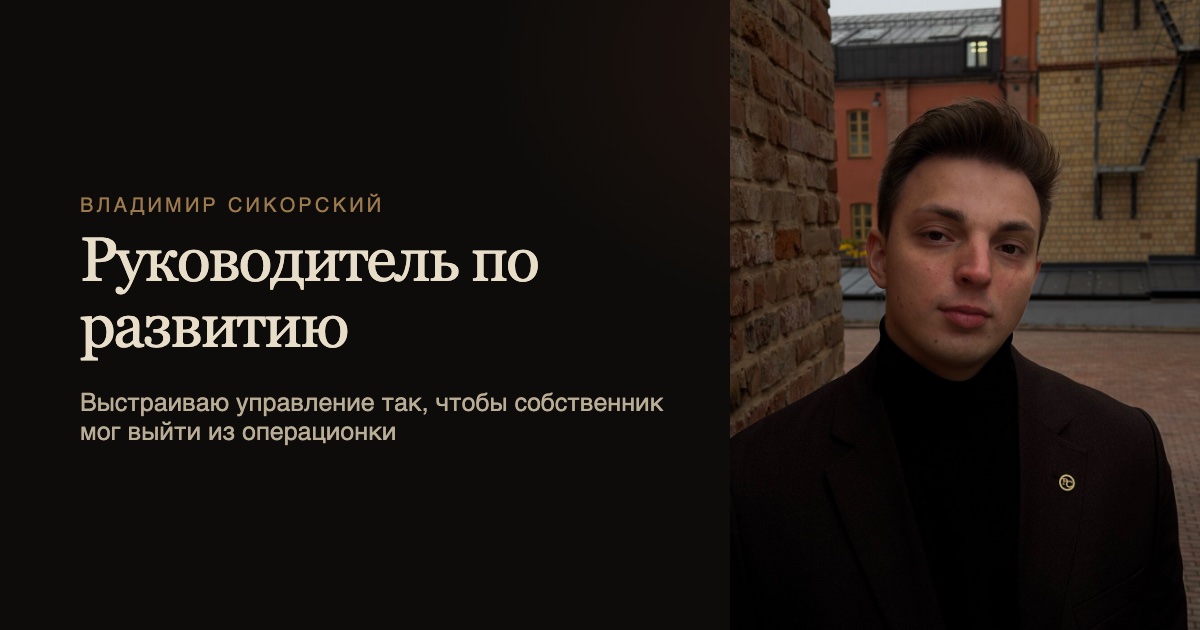 ВЛАДИМИР СИКОРСКИЙ
Руководитель по
развитию
Выстраиваю управление так, чтобы собственник
мог выйти из операционки